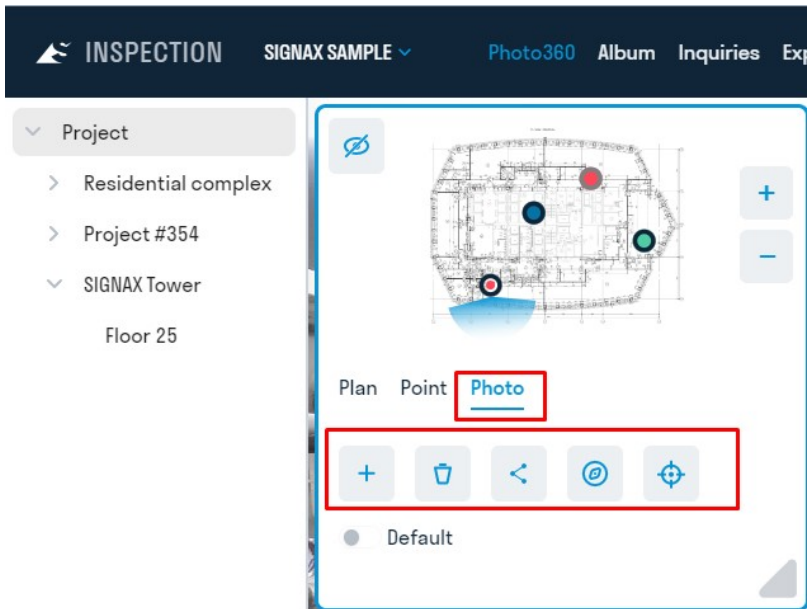 INSPECTION SIGNAX SAMPLE Photo360 Album Inquiries Exp
Project
Residential complex
Project #354
SIGNAX Tower
Floor 25
Plan Point Photo
Default